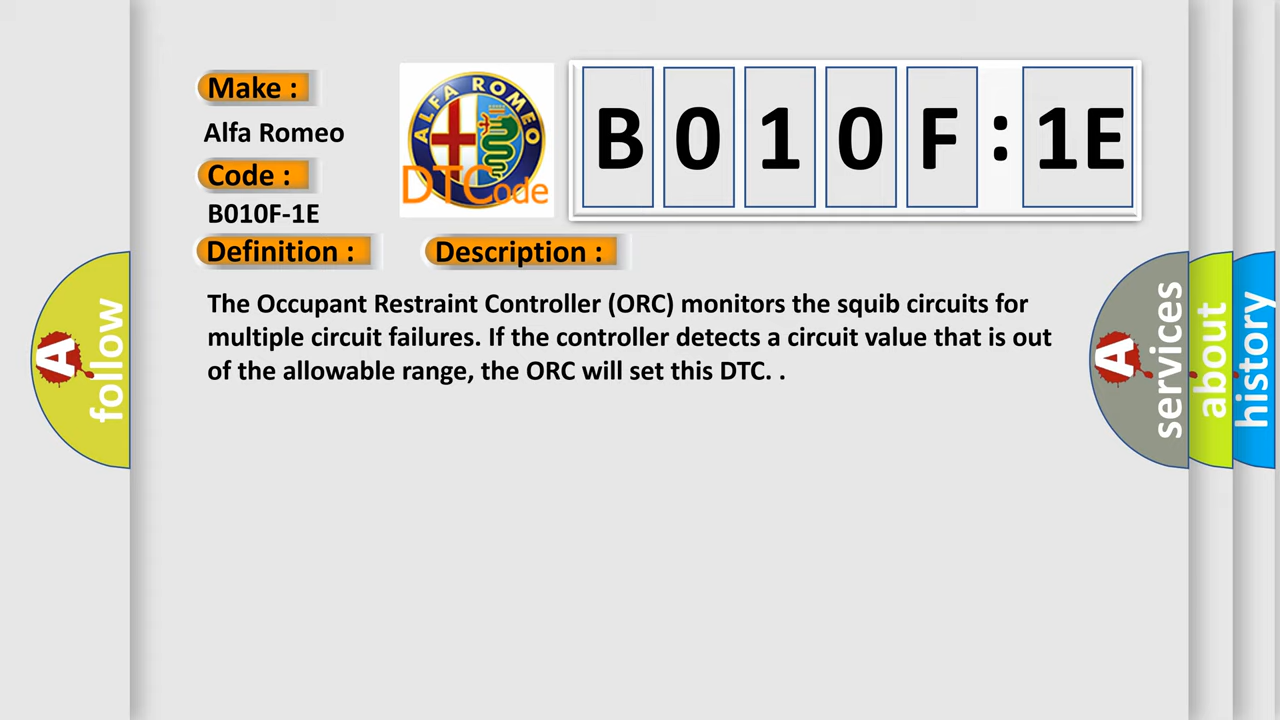 Make :
Alfa Romeo
Code :
B010F-1E
ALFA ROMEO
DTCode
B010F:1E
Definition :
Description :
The Occupant Restraint Controller (ORC) monitors the squib circuits for
multiple circuit failures. If the controller detects a circuit value that is out
of the allowable range, the ORC will set this DTC. .
A follow
A services
about
history